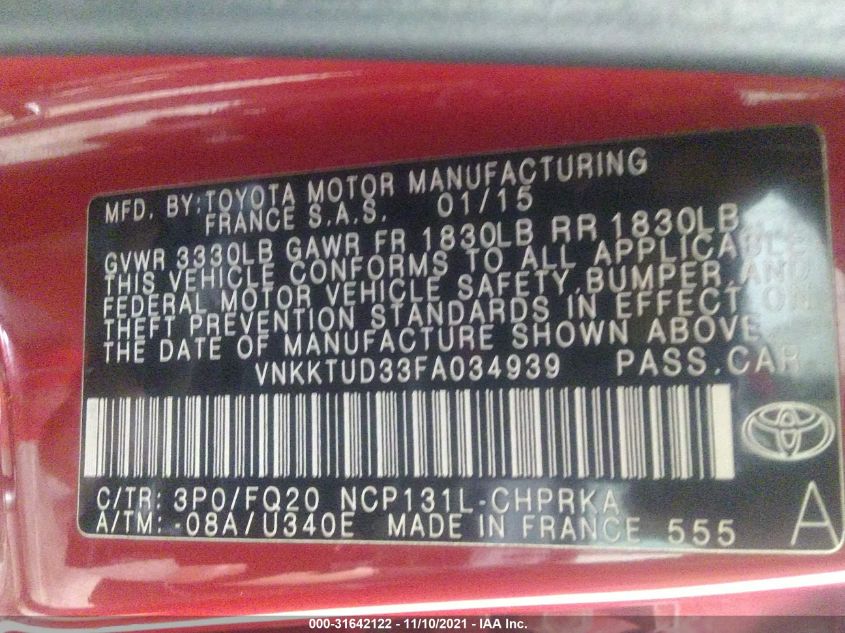 MFD. BY:TOYOTA MOTOR MANUFACTURING
FRANCE S.A.S. 01/15
GVWR 3330LB GAWR FR 1830LB RR 1830LB
THIS VEHICLE CONFORMS TO ALL APPLICABLE
FEDERAL MOTOR VEHICLE SAFETY,BUMPER,AND
THEFT PREVENTION STANDARDS IN EFFECT ON
THE DATE OF MANUFACTURE SHOWN ABOVE.
VNKKTUD33FA034939 PASS.CAR
C/TR: 3P0/FQ20 NCP131L-CHPRKA
A/TM: -08A/U340E MADE IN FRANCE 555
A
000-31642122 - 11/10/2021 - IAAI Inc.